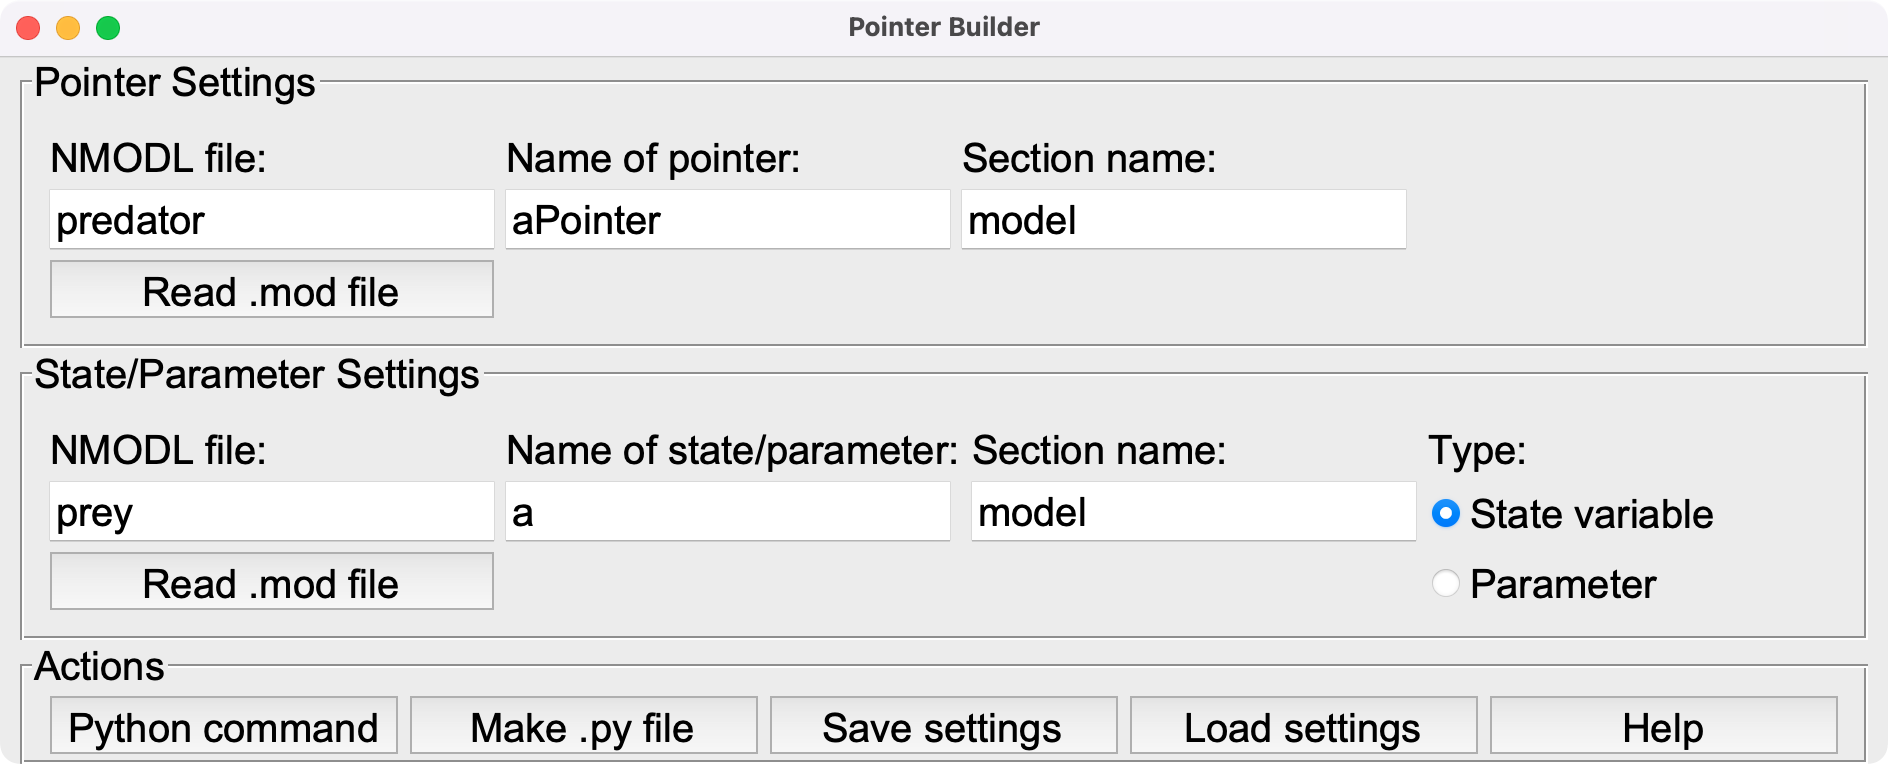 Pointer Builder
Pointer Settings
NMODL file: Name of pointer: Section name:
predator aPointer model
Read .mod file
State/Parameter Settings
NMODL file: Name of state/parameter: Section name: Type:
prey a model State variable
Read .mod file Parameter
Actions
Python command Make .py file Save settings Load settings Help